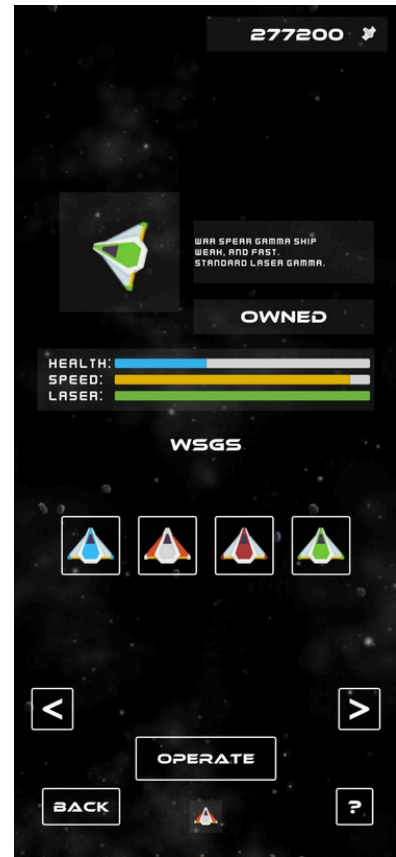 277200
WAR SPEAR GAMMA SHIP
WEAK, AND FAST.
STANDARD LASER GAMMA.
OWNED
HEALTH:
SPEED:
LASER:
WSGS
<
>
OPERATE
BACK
?